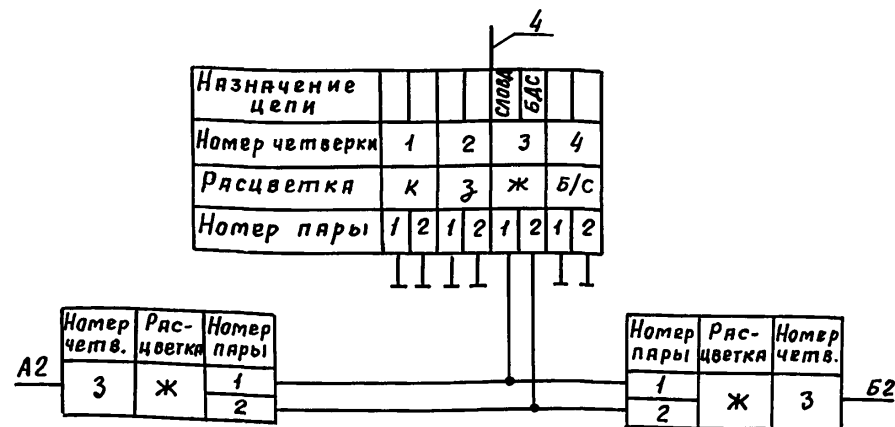 4
Назначение
цепи
СЛОВД
БДС
Номер четверки 1 2 3 4
Расцветка К З Ж Б/С
Номер пары 1 2 1 2 1 2 1 2
Номер четв. Рас-цветка Номер пары
А2 3 Ж 1
2
Номер пары Рас-цветка Номер четв.
1 Ж 3 Б2
2